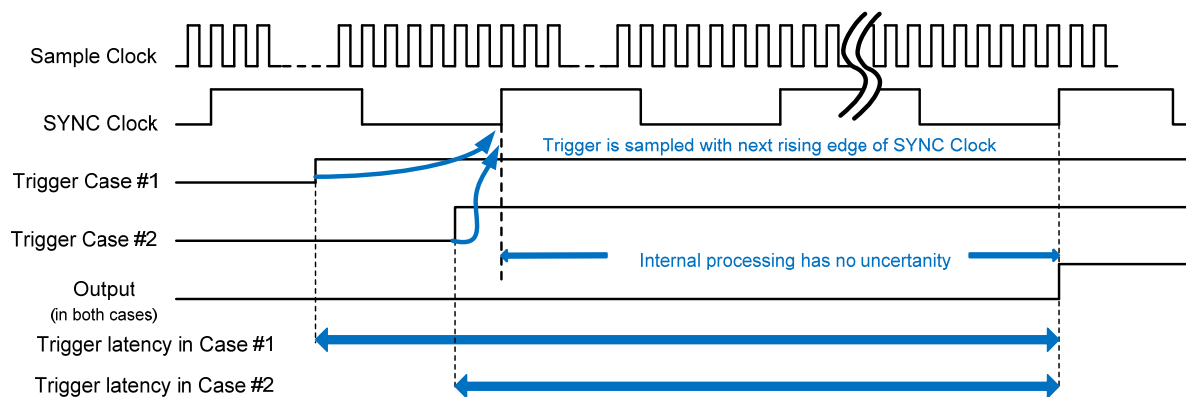 Sample Clock
SYNC Clock
Trigger is sampled with next rising edge of SYNC Clock
Trigger Case #1
Trigger Case #2
Internal processing has no uncertanity
Output
(in both cases)
Trigger latency in Case #1
Trigger latency in Case #2